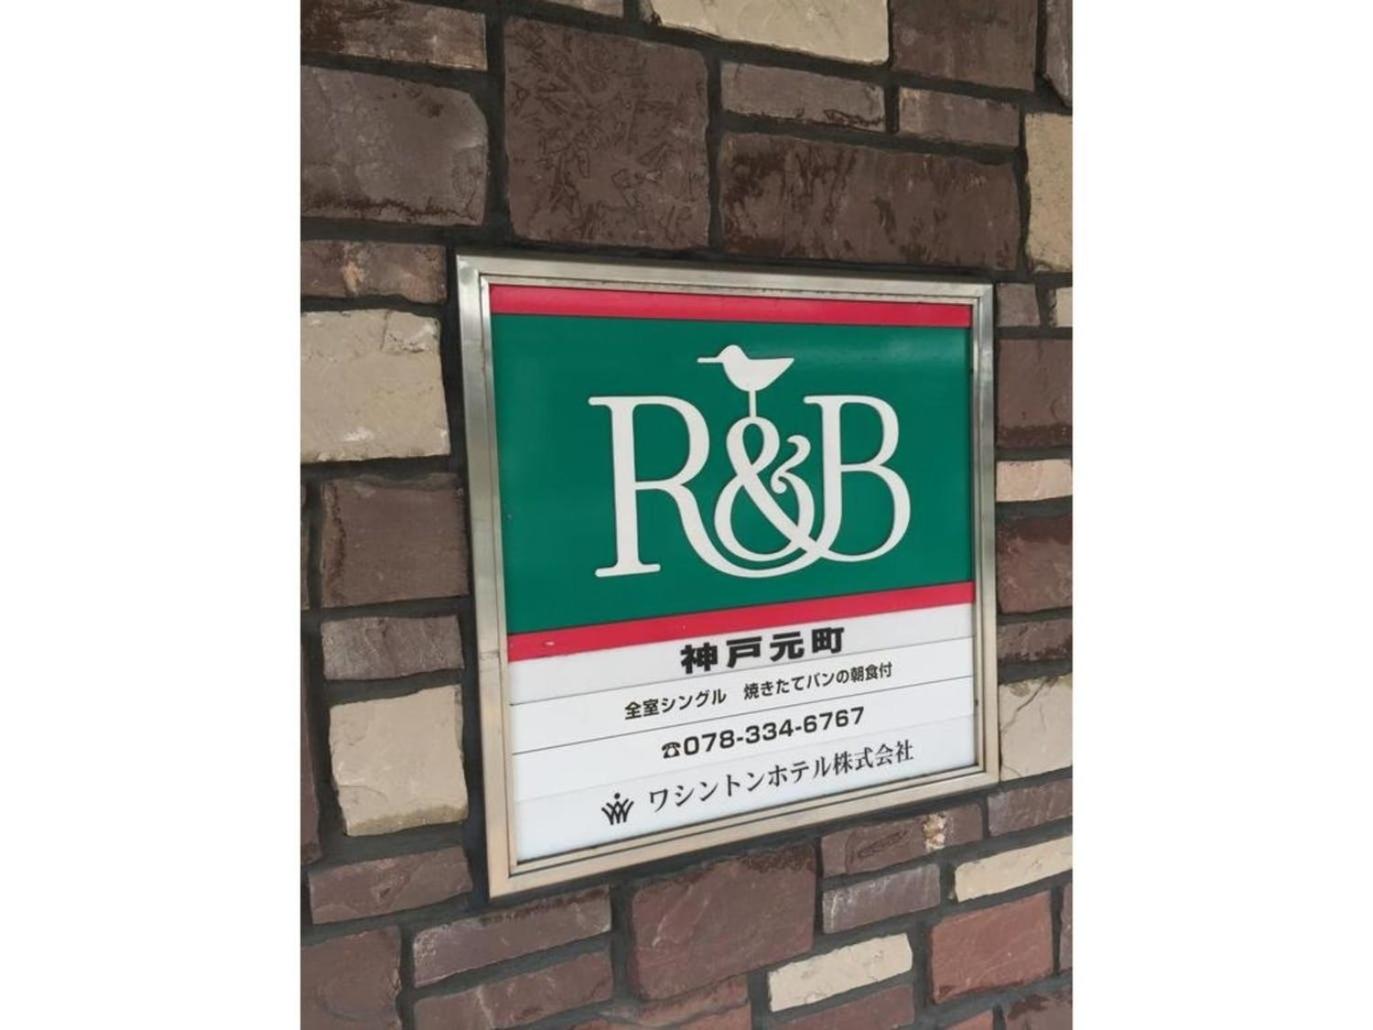 R&B
神戸元町
全室シングル　焼きたてパンの朝食付
☎078-334-6767
ワシントンホテル株式会社